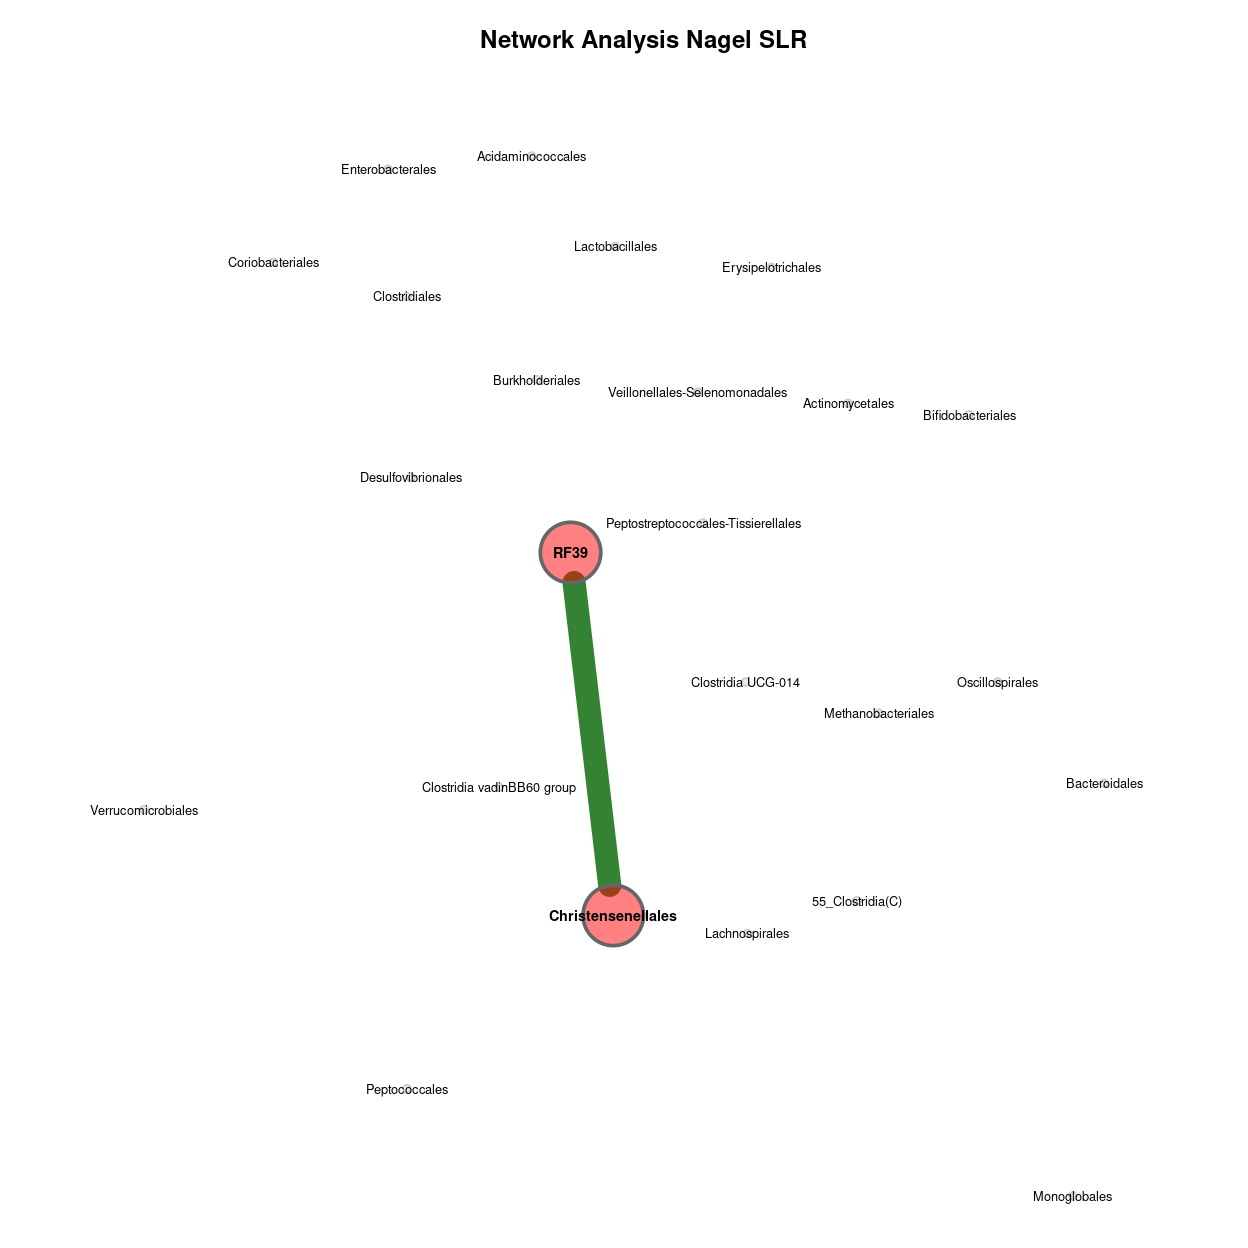 Network Analysis Nagel SLR
Acidaminococcales
Enterobacterales
Lactobacillales
Coriobacteriales
Erysipelotrichales
Clostridiales
Burkholderiales
Veillonellales-Selenomonadales
Actinomycetales
Bifidobacteriales
Desulfovibrionales
Peptostreptococcales-Tissierellales
RF39
Clostridia UCG-014
Oscillospirales
Methanobacteriales
Bacteroidales
Clostridia vadinBB60 group
Verrucomicrobiales
55_Clostridia(C)
Christensenellales
Lachnospirales
Peptococcales
Monoglobales